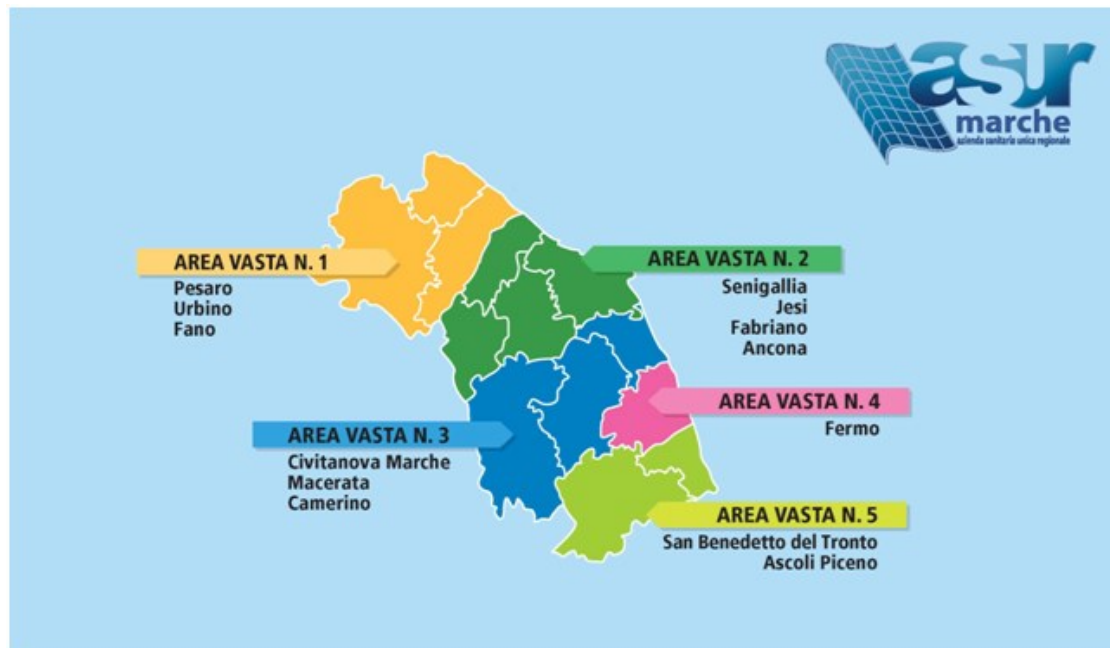 asur
marche
azienda sanitaria unica regionale
AREA VASTA N. 1
Pesaro
Urbino
Fano
AREA VASTA N. 2
Senigallia
Jesi
Fabriano
Ancona
AREA VASTA N. 4
Fermo
AREA VASTA N. 3
Civitanova Marche
Macerata
Camerino
AREA VASTA N. 5
San Benedetto del Tronto
Ascoli Piceno